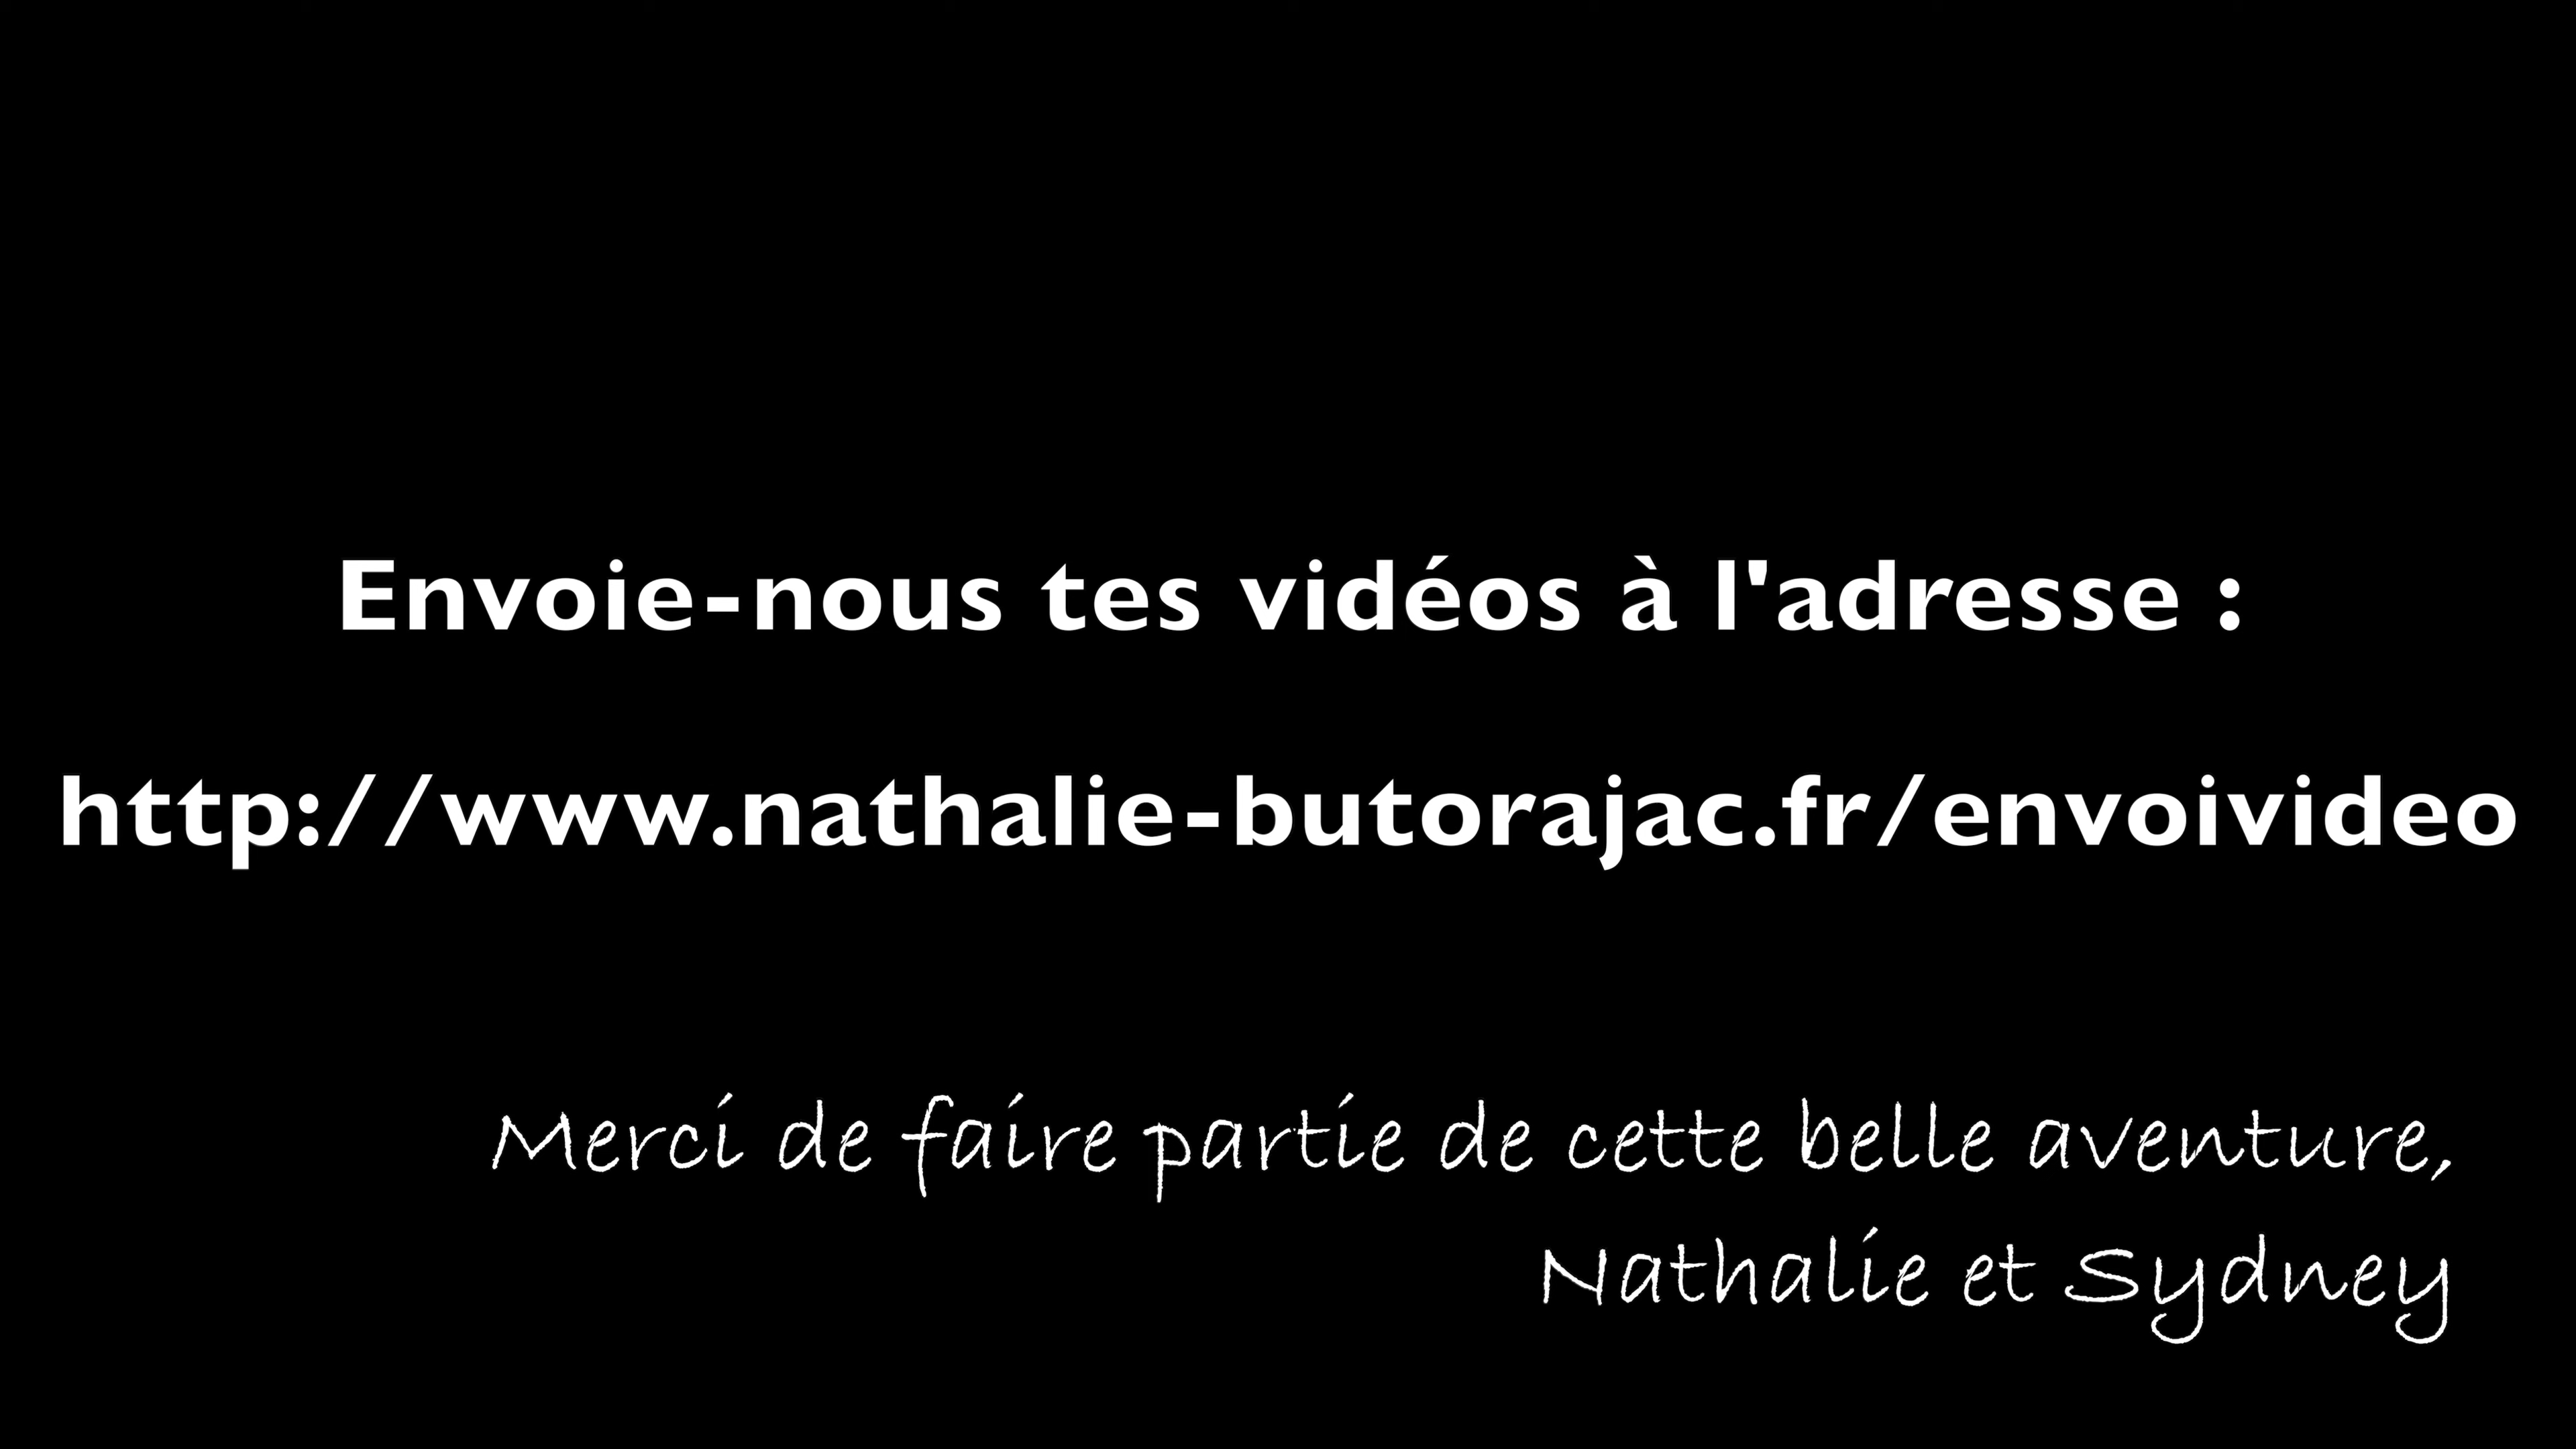 Envoie-nous tes vidéos à l'adresse :
http://www.nathalie-butorajac.fr/envoivideo
Merci de faire partie de cette belle aventure,
Nathalie et Sydney